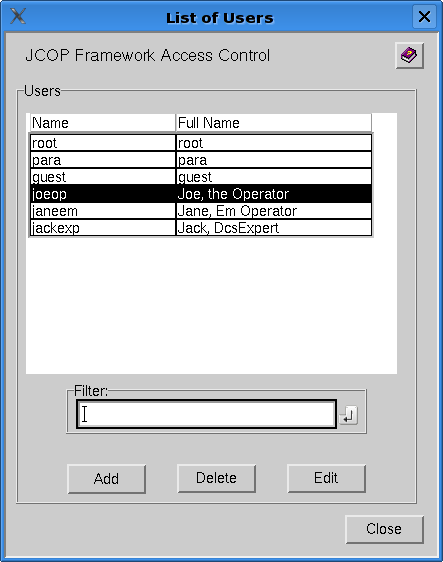 List of Users
JCOP Framework Access Control
Users
Name Full Name
root root
para para
guest guest
joeop Joe, the Operator
janeem Jane, Em Operator
jackexp Jack, DcsExpert
Filter:
Add Delete Edit
Close